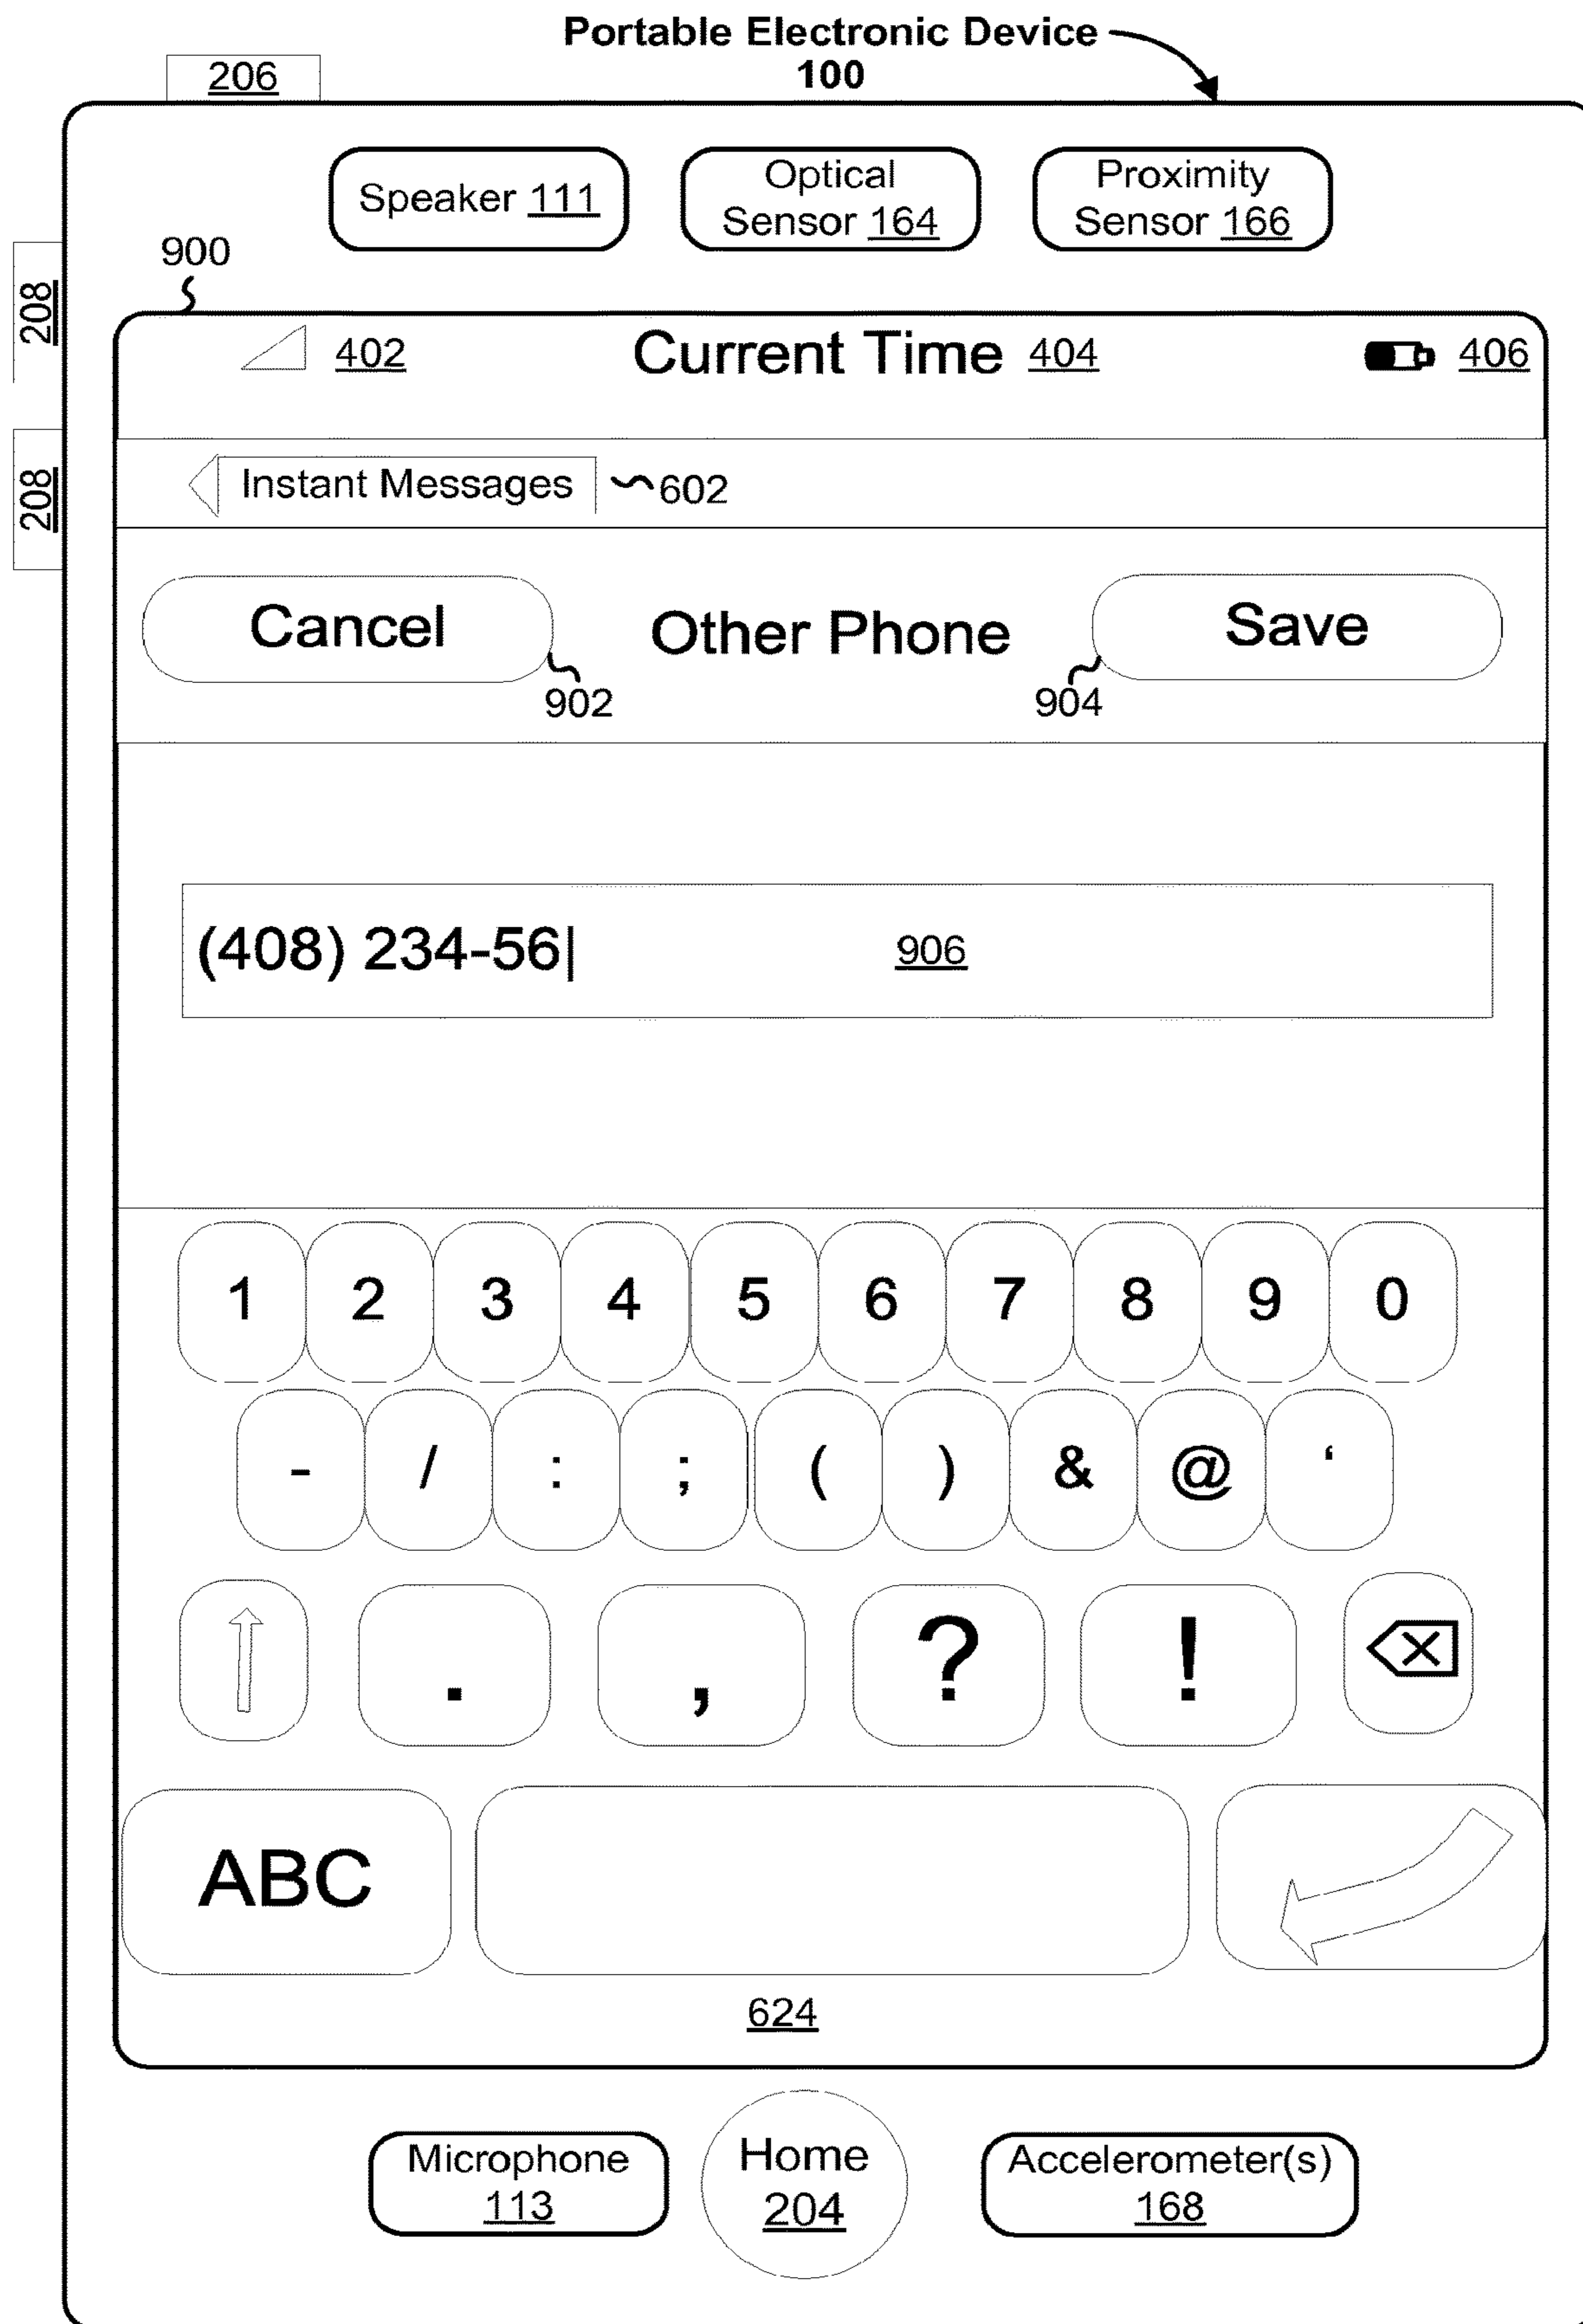 Portable Electronic Device
100
206
Speaker 111
Optical
Sensor 164
Proximity
Sensor 166
900
208
402
Current Time 404
406
Instant Messages
602
208
Cancel
Other Phone
Save
902
904
(408) 234-56|
906
1 2 3 4 5 6 7 8 9 0
- / : ; ( ) & @ ‘
. , ? !
ABC
624
Microphone
113
Home
204
Accelerometer(s)
168